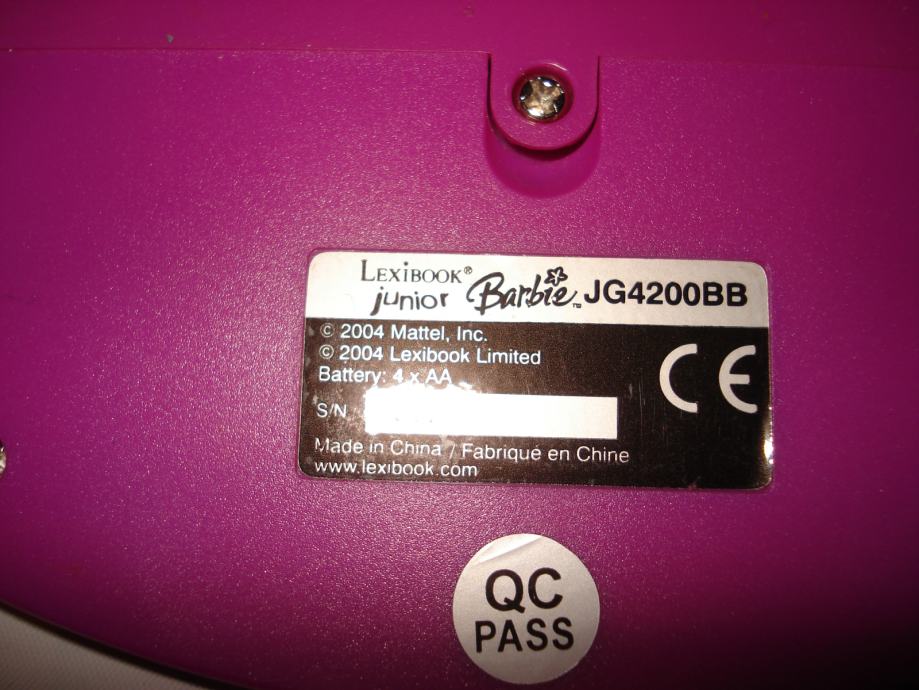 LEXIBOOK®
junior Barbie™ JG4200BB
© 2004 Mattel, Inc.
© 2004 Lexibook Limited
Battery: 4 x AA
S/N
Made in China / Fabriqué en Chine
www.lexibook.com
CE
QC
PASS